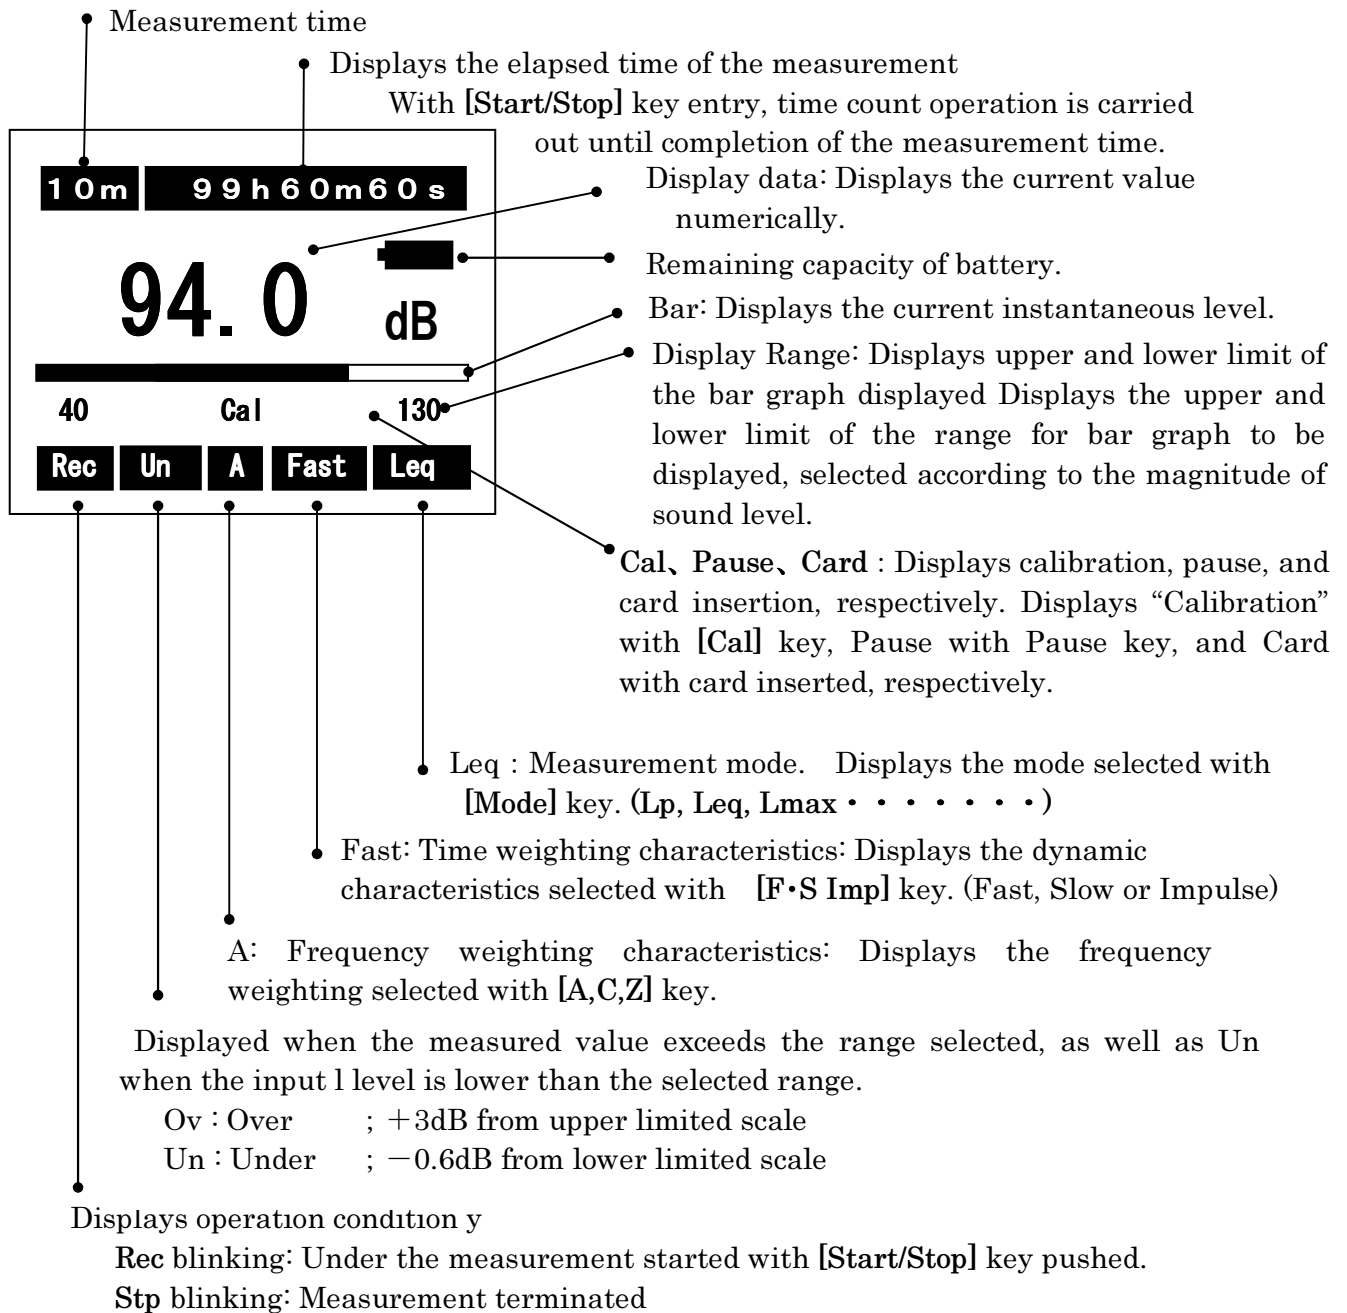 Measurement time
Displays the elapsed time of the measurement
With [Start/Stop] key entry, time count operation is carried
out until completion of the measurement time.
10m 99h60m60s
Display data: Displays the current value
numerically.
Remaining capacity of battery.
94.0 dB
Bar: Displays the current instantaneous level.
Display Range: Displays upper and lower limit of
the bar graph displayed Displays the upper and
lower limit of the range for bar graph to be
displayed, selected according to the magnitude of
sound level.
40 Cal 130
Rec Un A Fast Leq
Cal、Pause、Card : Displays calibration, pause, and
card insertion, respectively. Displays “Calibration”
with [Cal] key, Pause with Pause key, and Card
with card inserted, respectively.
Leq : Measurement mode. Displays the mode selected with
[Mode] key. (Lp, Leq, Lmax・・・・・・・)
Fast: Time weighting characteristics: Displays the dynamic
characteristics selected with [F・S Imp] key. (Fast, Slow or Impulse)
A: Frequency weighting characteristics: Displays the frequency
weighting selected with [A,C,Z] key.
Displayed when the measured value exceeds the range selected, as well as Un
when the input l level is lower than the selected range.
Ov : Over ; +3dB from upper limited scale
Un : Under ; −0.6dB from lower limited scale
Displays operation condition y
Rec blinking: Under the measurement started with [Start/Stop] key pushed.
Stp blinking: Measurement terminated